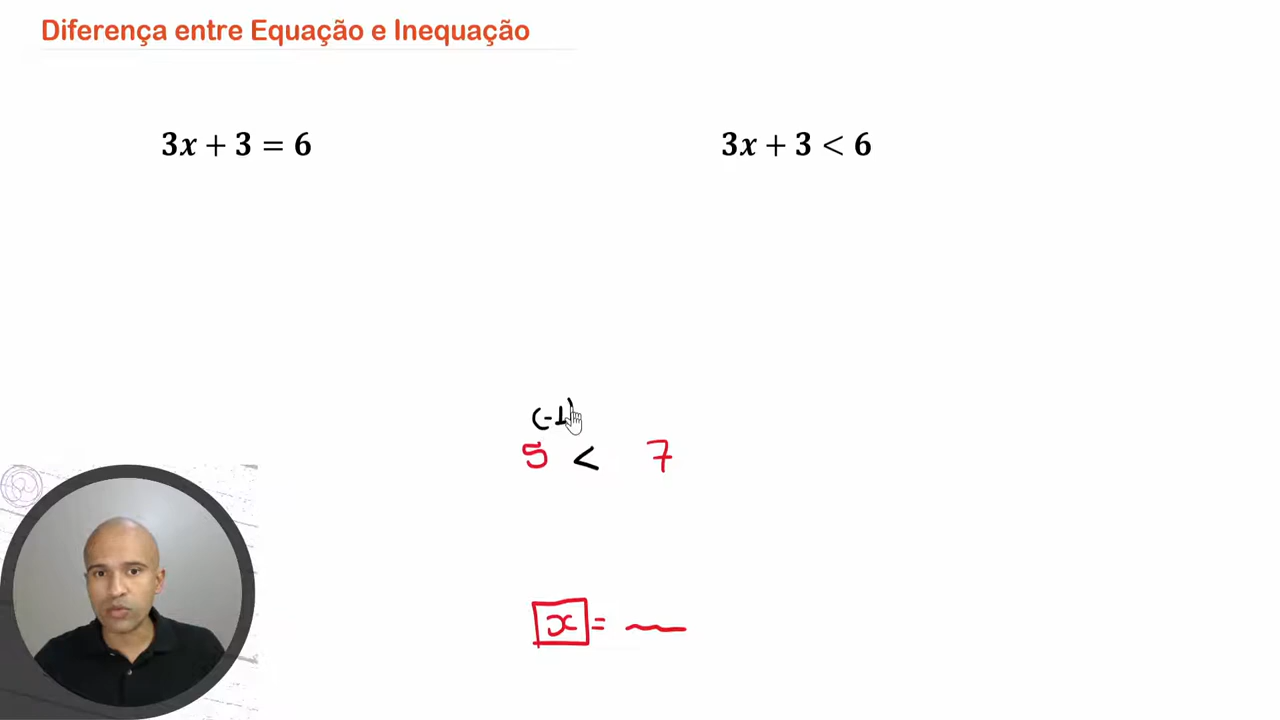 Diferença entre Equação e Inequação
3x + 3 = 6
3x + 3 < 6
(-1)
5 < 7
x =